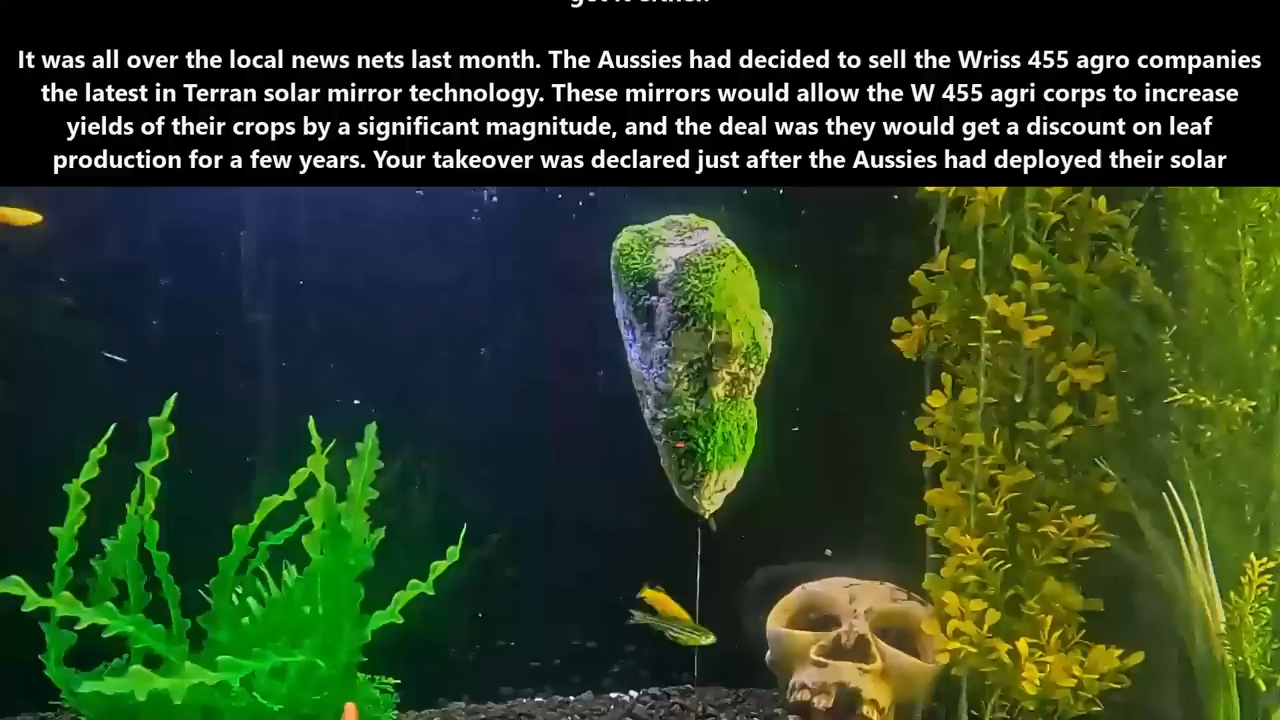 It was all over the local news nets last month. The Aussies had decided to sell the Wriss 455 agro companies
the latest in Terran solar mirror technology. These mirrors would allow the W 455 agri corps to increase
yields of their crops by a significant magnitude, and the deal was they would get a discount on leaf
production for a few years. Your takeover was declared just after the Aussies had deployed their solar